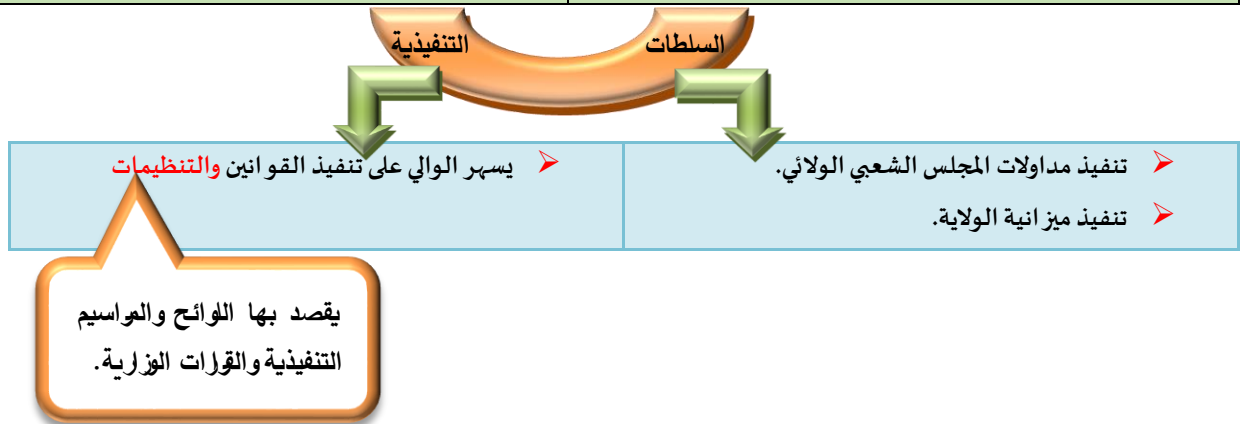 السلطات التنفيذية
تنفيذ مداولات المجلس الشعبي الولائي.
تنفيذ ميزانية الولاية.
يسهر الوالي على تنفيذ القوانين والتنظيمات
يقصد بها اللوائح والمراسيم
التنفيذية والقرارات الوزارية.